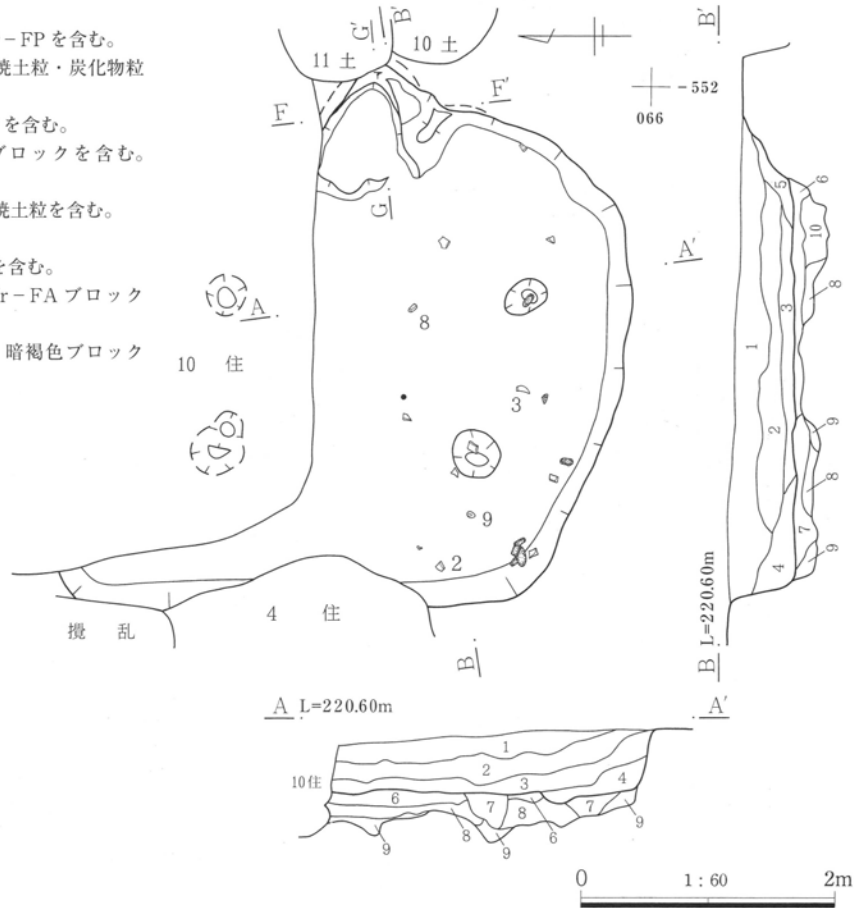 -FPを含む。
焼土粒・炭化物粒
を含む。
ブロックを含む。
焼土粒を含む。
を含む。
r-FAブロック
暗褐色ブロック
G'
B'
11 土
10 土
F
F'
G
-552
066
A
A'
10 住
8
3
9
2
4 住
攪乱
B
B'
1
2
3
4
5
6
10
8
9
8
7
9
B L=220.60m
A L=220.60m
A'
10住
1
2
3
4
6
7
8
6
7
9
9
8
9
0 1:60 2m